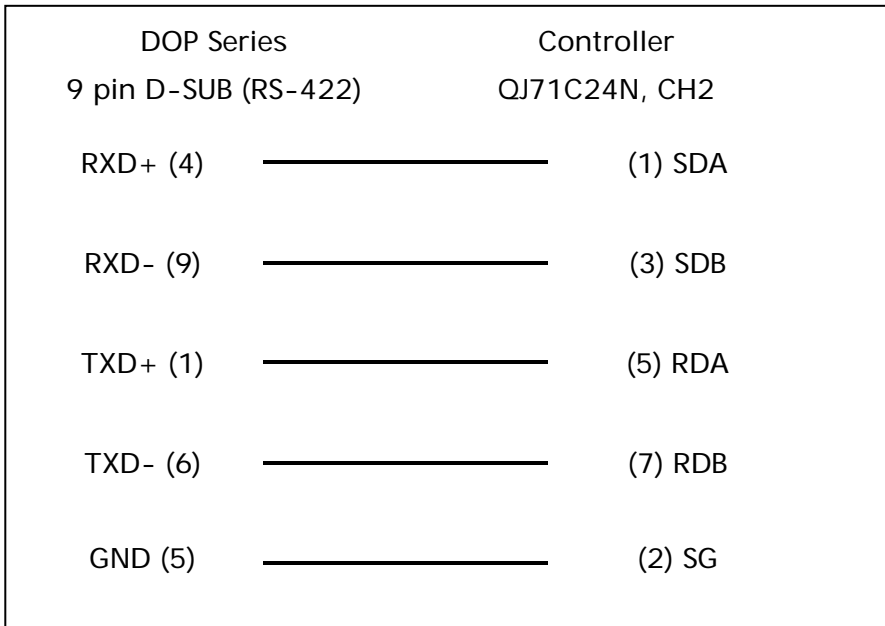 DOP Series Controller
9 pin D-SUB (RS-422) QJ71C24N, CH2
RXD+ (4) (1) SDA
RXD- (9) (3) SDB
TXD+ (1) (5) RDA
TXD- (6) (7) RDB
GND (5) (2) SG